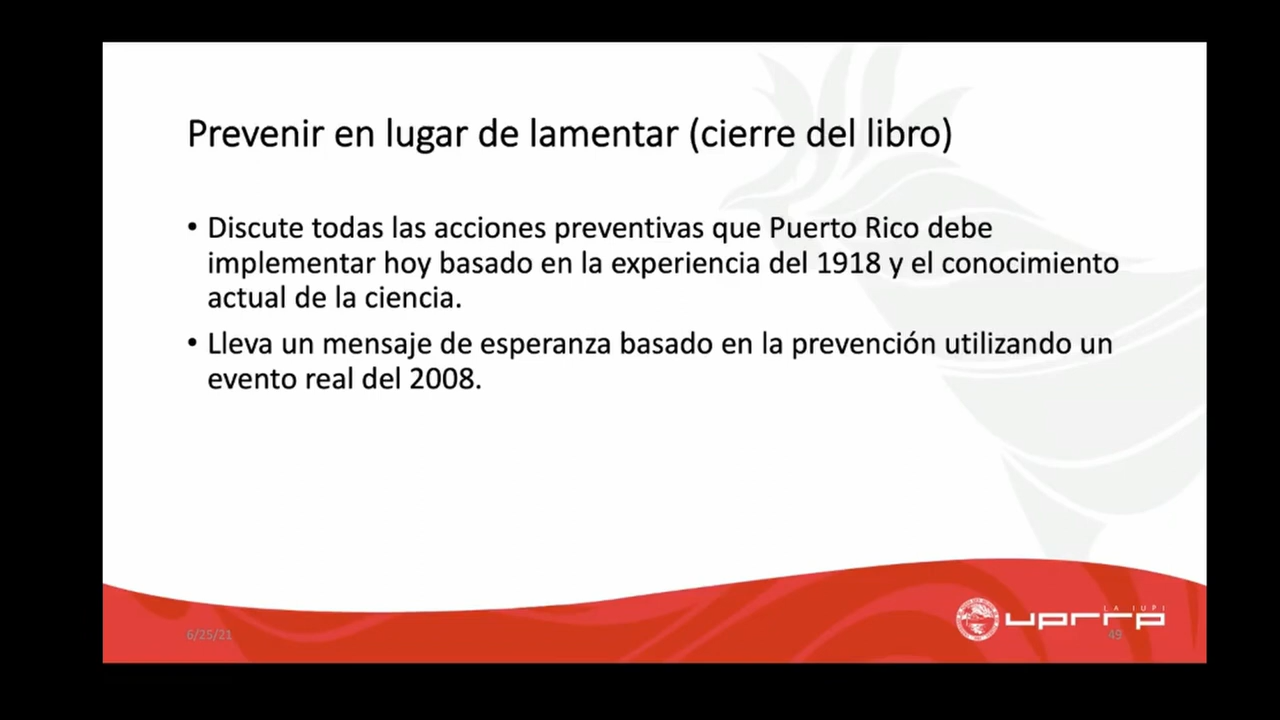 Prevenir en lugar de lamentar (cierre del libro)
• Discute todas las acciones preventivas que Puerto Rico debe
implementar hoy basado en la experiencia del 1918 y el conocimiento
actual de la ciencia.
• Lleva un mensaje de esperanza basado en la prevención utilizando un
evento real del 2008.
6/25/21
LA IUPI
uprrp
49